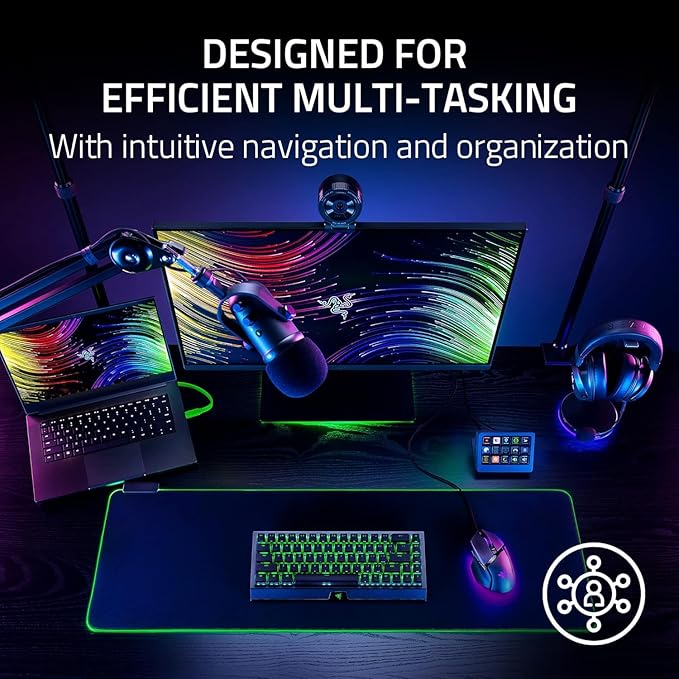 DESIGNED FOR
EFFICIENT MULTI-TASKING
With intuitive navigation and organization